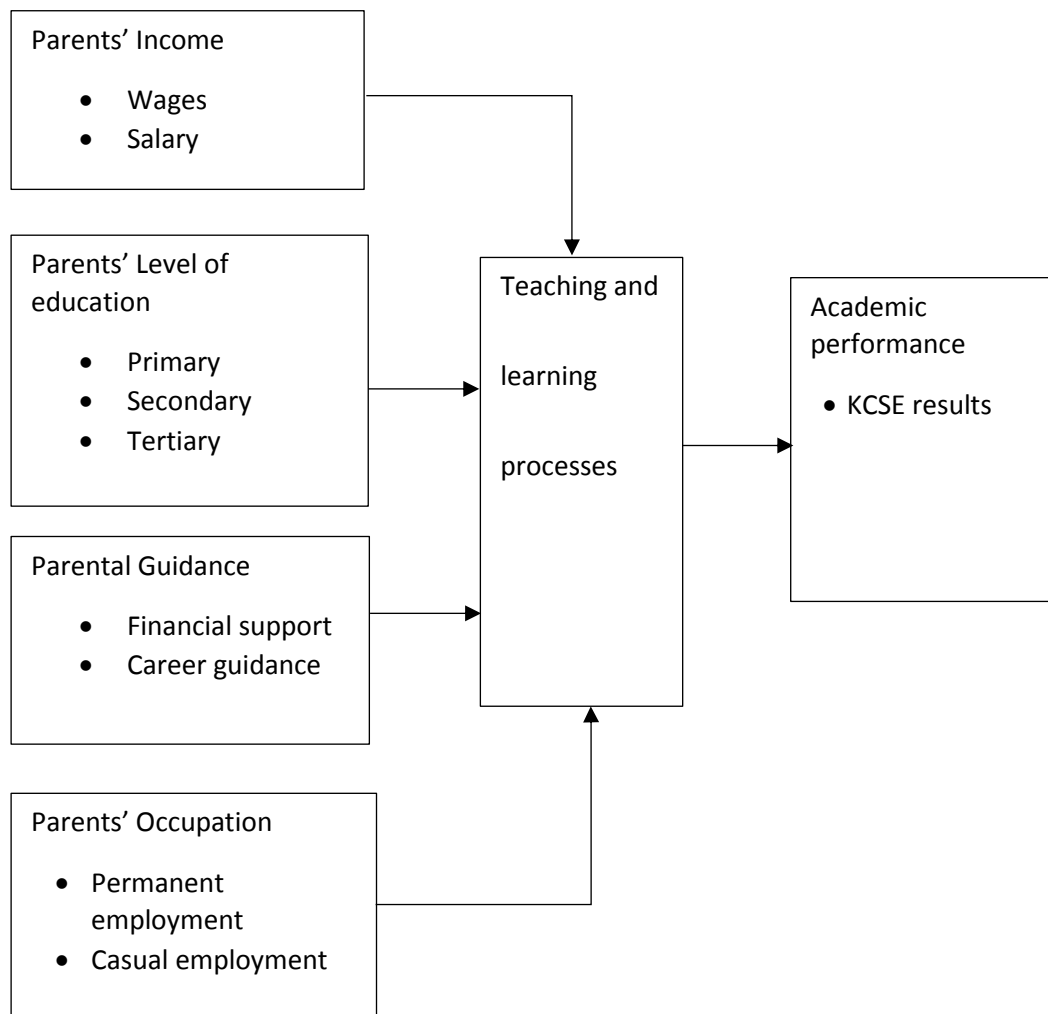 Parents’ Income
• Wages
• Salary
Parents’ Level of
education
• Primary
• Secondary
• Tertiary
Parental Guidance
• Financial support
• Career guidance
Parents’ Occupation
• Permanent
employment
• Casual employment
Teaching and
learning
processes
Academic
performance
• KCSE results